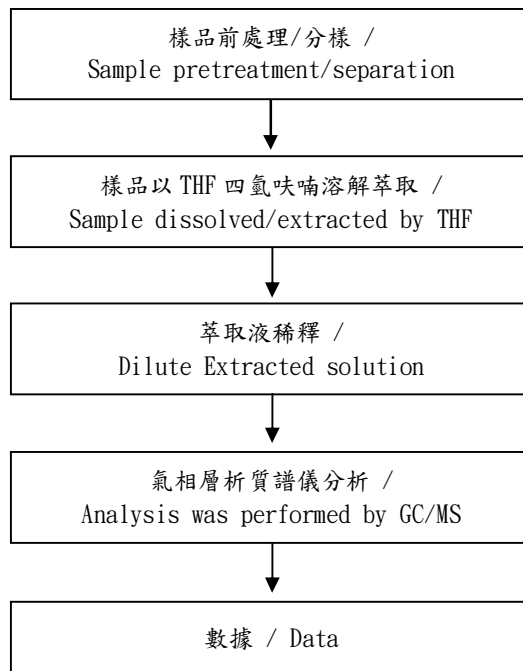 樣品前處理/分樣 /
Sample pretreatment/separation
樣品以 THF 四氫呋喃溶解萃取 /
Sample dissolved/extracted by THF
萃取液稀釋 /
Dilute Extracted solution
氣相層析質譜儀分析 /
Analysis was performed by GC/MS
數據 / Data